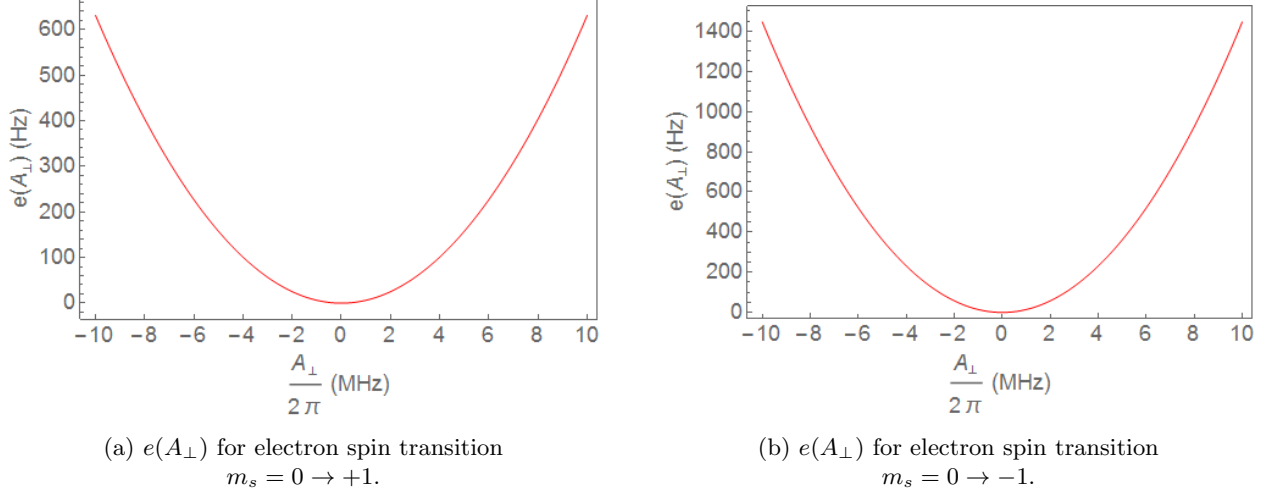 600
500
400
300
200
100
0
e(A⊥) (Hz)
−10 −8 −6 −4 −2 0 2 4 6 8 10
A⊥
2 π
(MHz)
(a) e(A⊥) for electron spin transition
mₛ = 0 → +1.
1400
1200
1000
800
600
400
200
0
e(A⊥) (Hz)
−10 −8 −6 −4 −2 0 2 4 6 8 10
A⊥
2 π
(MHz)
(b) e(A⊥) for electron spin transition
mₛ = 0 → −1.